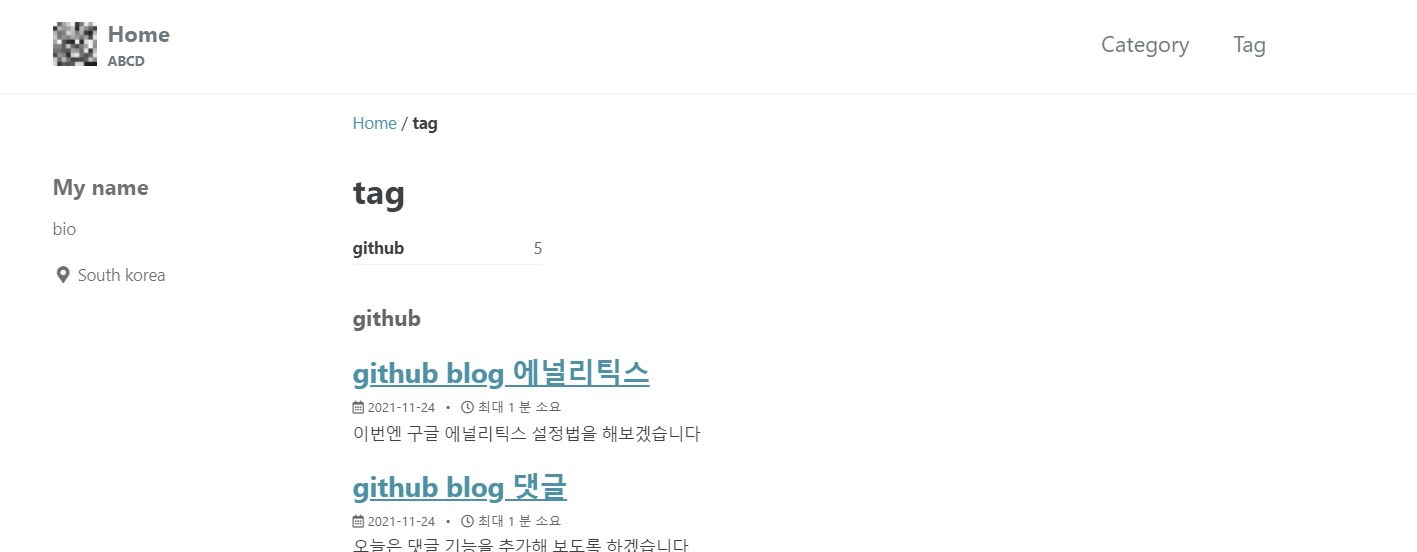 Home
ABCD
Category Tag
Home / tag
My name
bio
South korea
tag
github 5
github
github blog 에널리틱스
2021-11-24 • 최대 1 분 소요
이번엔 구글 에널리틱스 설정법을 해보겠습니다
github blog 댓글
2021-11-24 • 최대 1 분 소요
오늘은 댓글 기능을 추가해 보도록 하겠습니다